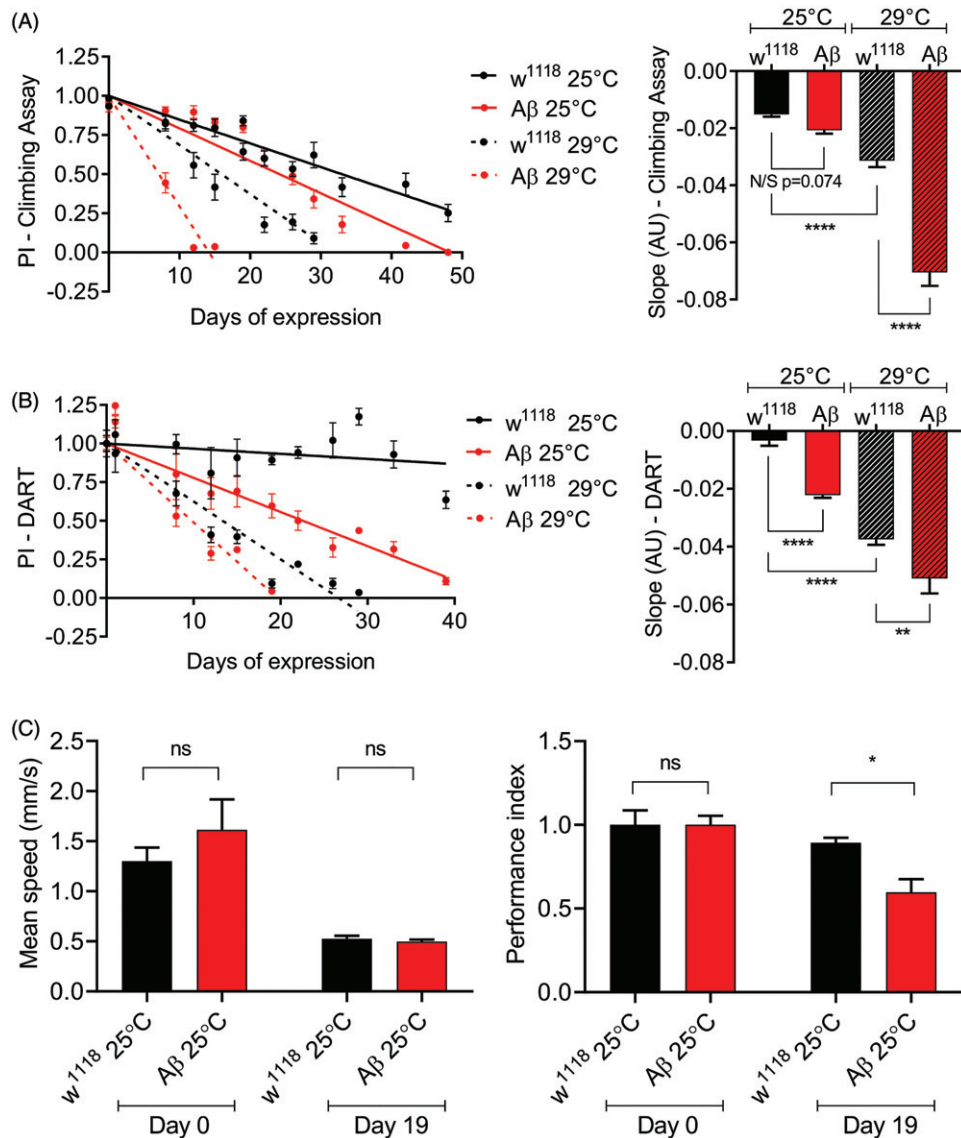 (A)
PI - Climbing Assay
1.25
1.00
0.75
0.50
0.25
0.00
-0.25
10 20 30 40 50
Days of expression
w1118 25°C
Aβ 25°C
w1118 29°C
Aβ 29°C
25°C 29°C
w1118 Aβ w1118 Aβ
Slope (AU) - Climbing Assay
0.00
-0.02
-0.04
-0.06
-0.08
N/S p=0.074
****
****
(B)
PI - DART
1.25
1.00
0.75
0.50
0.25
0.00
-0.25
10 20 30 40
Days of expression
w1118 25°C
Aβ 25°C
w1118 29°C
Aβ 29°C
25°C 29°C
w1118 Aβ w1118 Aβ
Slope (AU) - DART
0.00
-0.02
-0.04
-0.06
-0.08
****
****
**
(C)
Mean speed (mm/s)
2.5
2.0
1.5
1.0
0.5
0.0
ns ns
w1118 25°C Aβ 25°C w1118 25°C Aβ 25°C
Day 0 Day 19
Performance index
1.5
1.0
0.5
0.0
ns *
w1118 25°C Aβ 25°C w1118 25°C Aβ 25°C
Day 0 Day 19